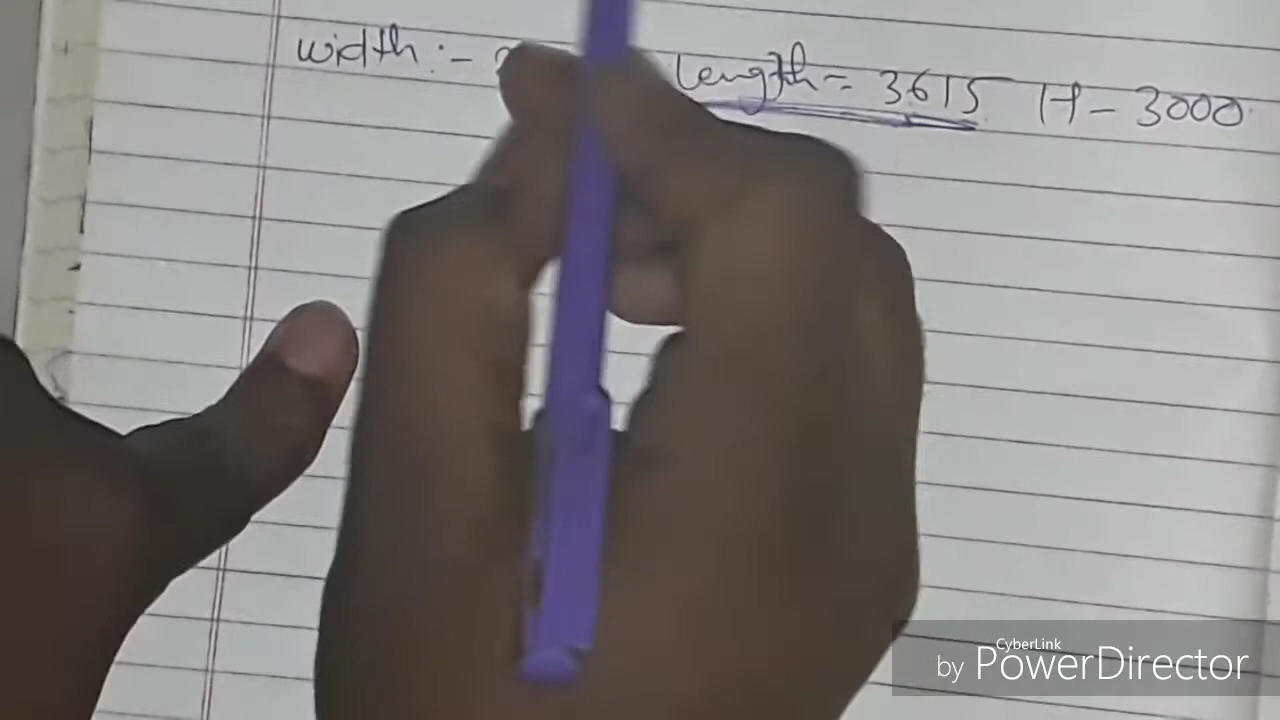 width :- Length = 3615 H - 3000
CyberLink
by PowerDirector